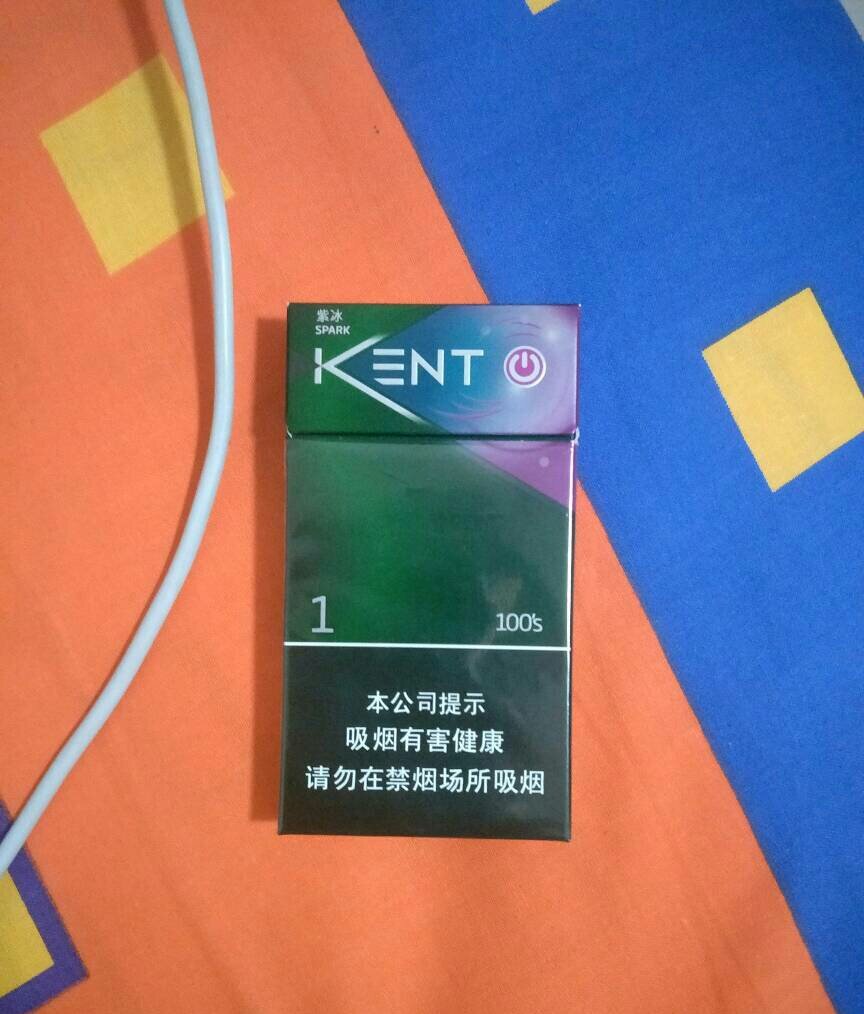 紫冰
SPARK
KENT
1
100's
本公司提示
吸烟有害健康
请勿在禁烟场所吸烟